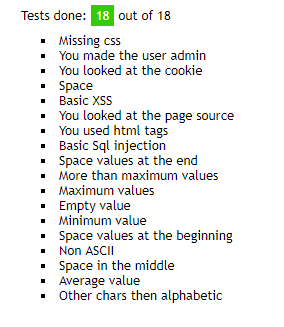 Tests done: 18 out of 18
Missing css
You made the user admin
You looked at the cookie
Space
Basic XSS
You looked at the page source
You used html tags
Basic Sql injection
Space values at the end
More than maximum values
Maximum values
Empty value
Minimum value
Space values at the beginning
Non ASCII
Space in the middle
Average value
Other chars then alphabetic